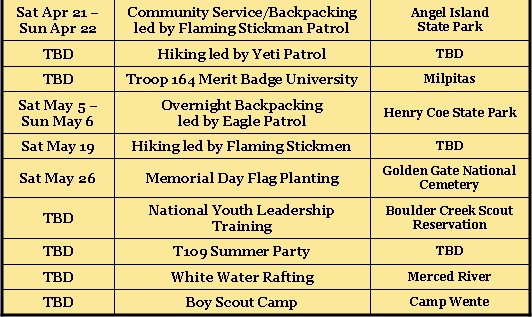 Sat Apr 21 – Community Service/Backpacking Angel Island
Sun Apr 22 led by Flaming Stickman Patrol State Park
TBD Hiking led by Yeti Patrol TBD
TBD Troop 164 Merit Badge University Milpitas
Sat May 5 – Overnight Backpacking Henry Coe State Park
Sun May 6 led by Eagle Patrol
Sat May 19 Hiking led by Flaming Stickmen TBD
Sat May 26 Memorial Day Flag Planting Golden Gate National
Cemetery
TBD National Youth Leadership Boulder Creek Scout
Training Reservation
TBD T109 Summer Party TBD
TBD White Water Rafting Merced River
TBD Boy Scout Camp Camp Wente